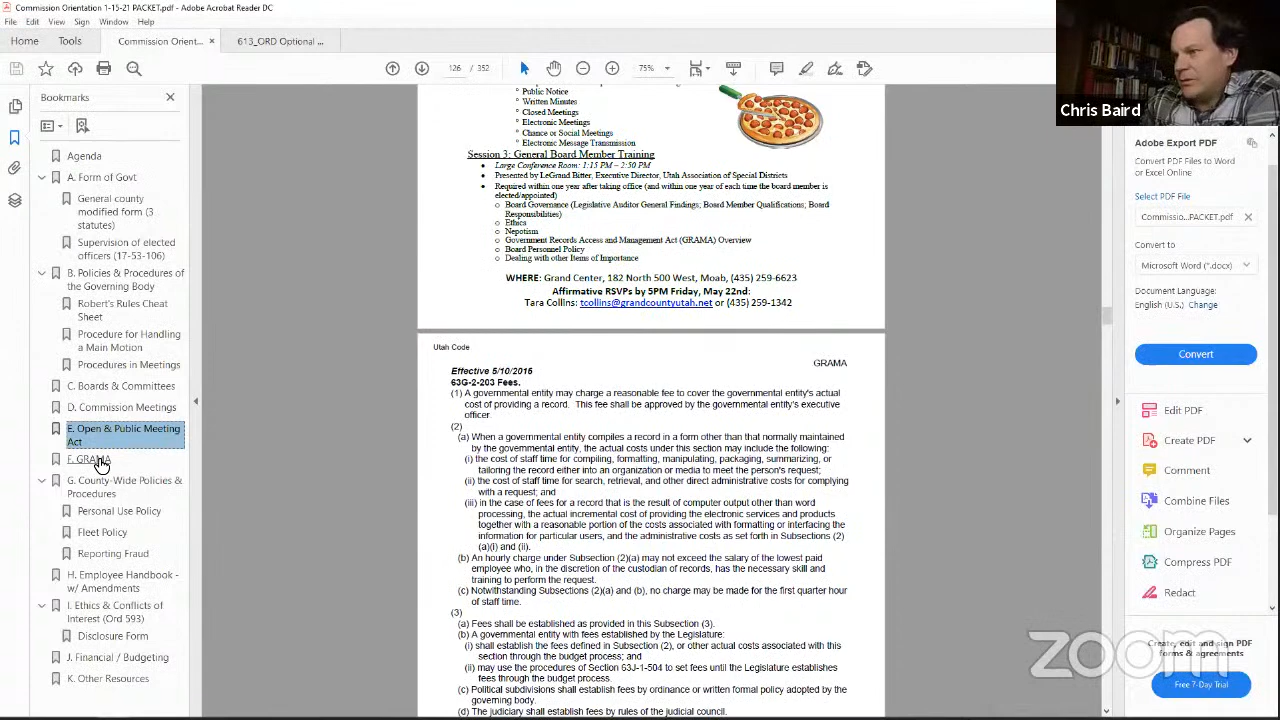 Commission Orientation 1-15-21 PACKET.pdf - Adobe Acrobat Reader DC
File Edit View Sign Window Help
Home Tools Commission Orient... × 613_ORD Optional ...
126 / 352 75%
Bookmarks
Agenda
A. Form of Govt
General county
modified form (3
statutes)
Supervision of elected
officers (17-53-106)
B. Policies & Procedures of
the Governing Body
Robert's Rules Cheat
Sheet
Procedure for Handling
a Main Motion
Procedures in Meetings
C. Boards & Committees
D. Commission Meetings
E. Open & Public Meeting
Act
F. GRAMA
G. County-Wide Policies &
Procedures
Personal Use Policy
Fleet Policy
Reporting Fraud
H. Employee Handbook -
w/ Amendments
I. Ethics & Conflicts of
Interest (Ord 593)
Disclosure Form
J. Financial / Budgeting
K. Other Resources
° Public Notice
° Written Minutes
° Closed Meetings
° Electronic Meetings
° Chance or Social Meetings
° Electronic Message Transmission
Session 3: General Board Member Training
• Large Conference Room: 1:15 PM – 2:50 PM
• Presented by LeGrand Bitter, Executive Director, Utah Association of Special Districts
• Required within one year after taking office (and within one year of each time the board member is
elected/appointed)
o Board Governance (Legislative Auditor General Findings; Board Member Qualifications; Board
Responsibilities)
o Ethics
o Nepotism
o Government Records Access and Management Act (GRAMA) Overview
o Board Personnel Policy
o Dealing with other Items of Importance
WHERE: Grand Center, 182 North 500 West, Moab, (435) 259-6623
Affirmative RSVPs by 5PM Friday, May 22nd:
Tara Collins: tcollins@grandcountyutah.net or (435) 259-1342
Utah Code
GRAMA
Effective 5/10/2016
63G-2-203 Fees.
(1) A governmental entity may charge a reasonable fee to cover the governmental entity's actual
cost of providing a record. This fee shall be approved by the governmental entity's executive
officer.
(2)
(a) When a governmental entity compiles a record in a form other than that normally maintained
by the governmental entity, the actual costs under this section may include the following:
(i) the cost of staff time for compiling, formatting, manipulating, packaging, summarizing, or
tailoring the record either into an organization or media to meet the person's request;
(ii) the cost of staff time for search, retrieval, and other direct administrative costs for complying
with a request; and
(iii) in the case of fees for a record that is the result of computer output other than word
processing, the actual incremental cost of providing the electronic services and products
together with a reasonable portion of the costs associated with formatting or interfacing the
information for particular users, and the administrative costs as set forth in Subsections (2)
(a)(i) and (ii).
(b) An hourly charge under Subsection (2)(a) may not exceed the salary of the lowest paid
employee who, in the discretion of the custodian of records, has the necessary skill and
training to perform the request.
(c) Notwithstanding Subsections (2)(a) and (b), no charge may be made for the first quarter hour
of staff time.
(3)
(a) Fees shall be established as provided in this Subsection (3).
(b) A governmental entity with fees established by the Legislature:
(i) shall establish the fees defined in Subsection (2), or other actual costs associated with this
section through the budget process; and
(ii) may use the procedures of Section 63J-1-504 to set fees until the Legislature establishes
fees through the budget process.
(c) Political subdivisions shall establish fees by ordinance or written formal policy adopted by the
governing body.
(d) The judiciary shall establish fees by rules of the judicial council.
Chris Baird
Adobe Export PDF
Convert PDF Files to Word
or Excel Online
Select PDF File
Commissio...PACKET.pdf ×
Convert to
Microsoft Word (*.docx)
Document Language:
English (U.S.) Change
Convert
Edit PDF
Create PDF
Comment
Combine Files
Organize Pages
Compress PDF
Redact
Create, edit and sign PDF
forms & agreements
Free 7-Day Trial
zoom